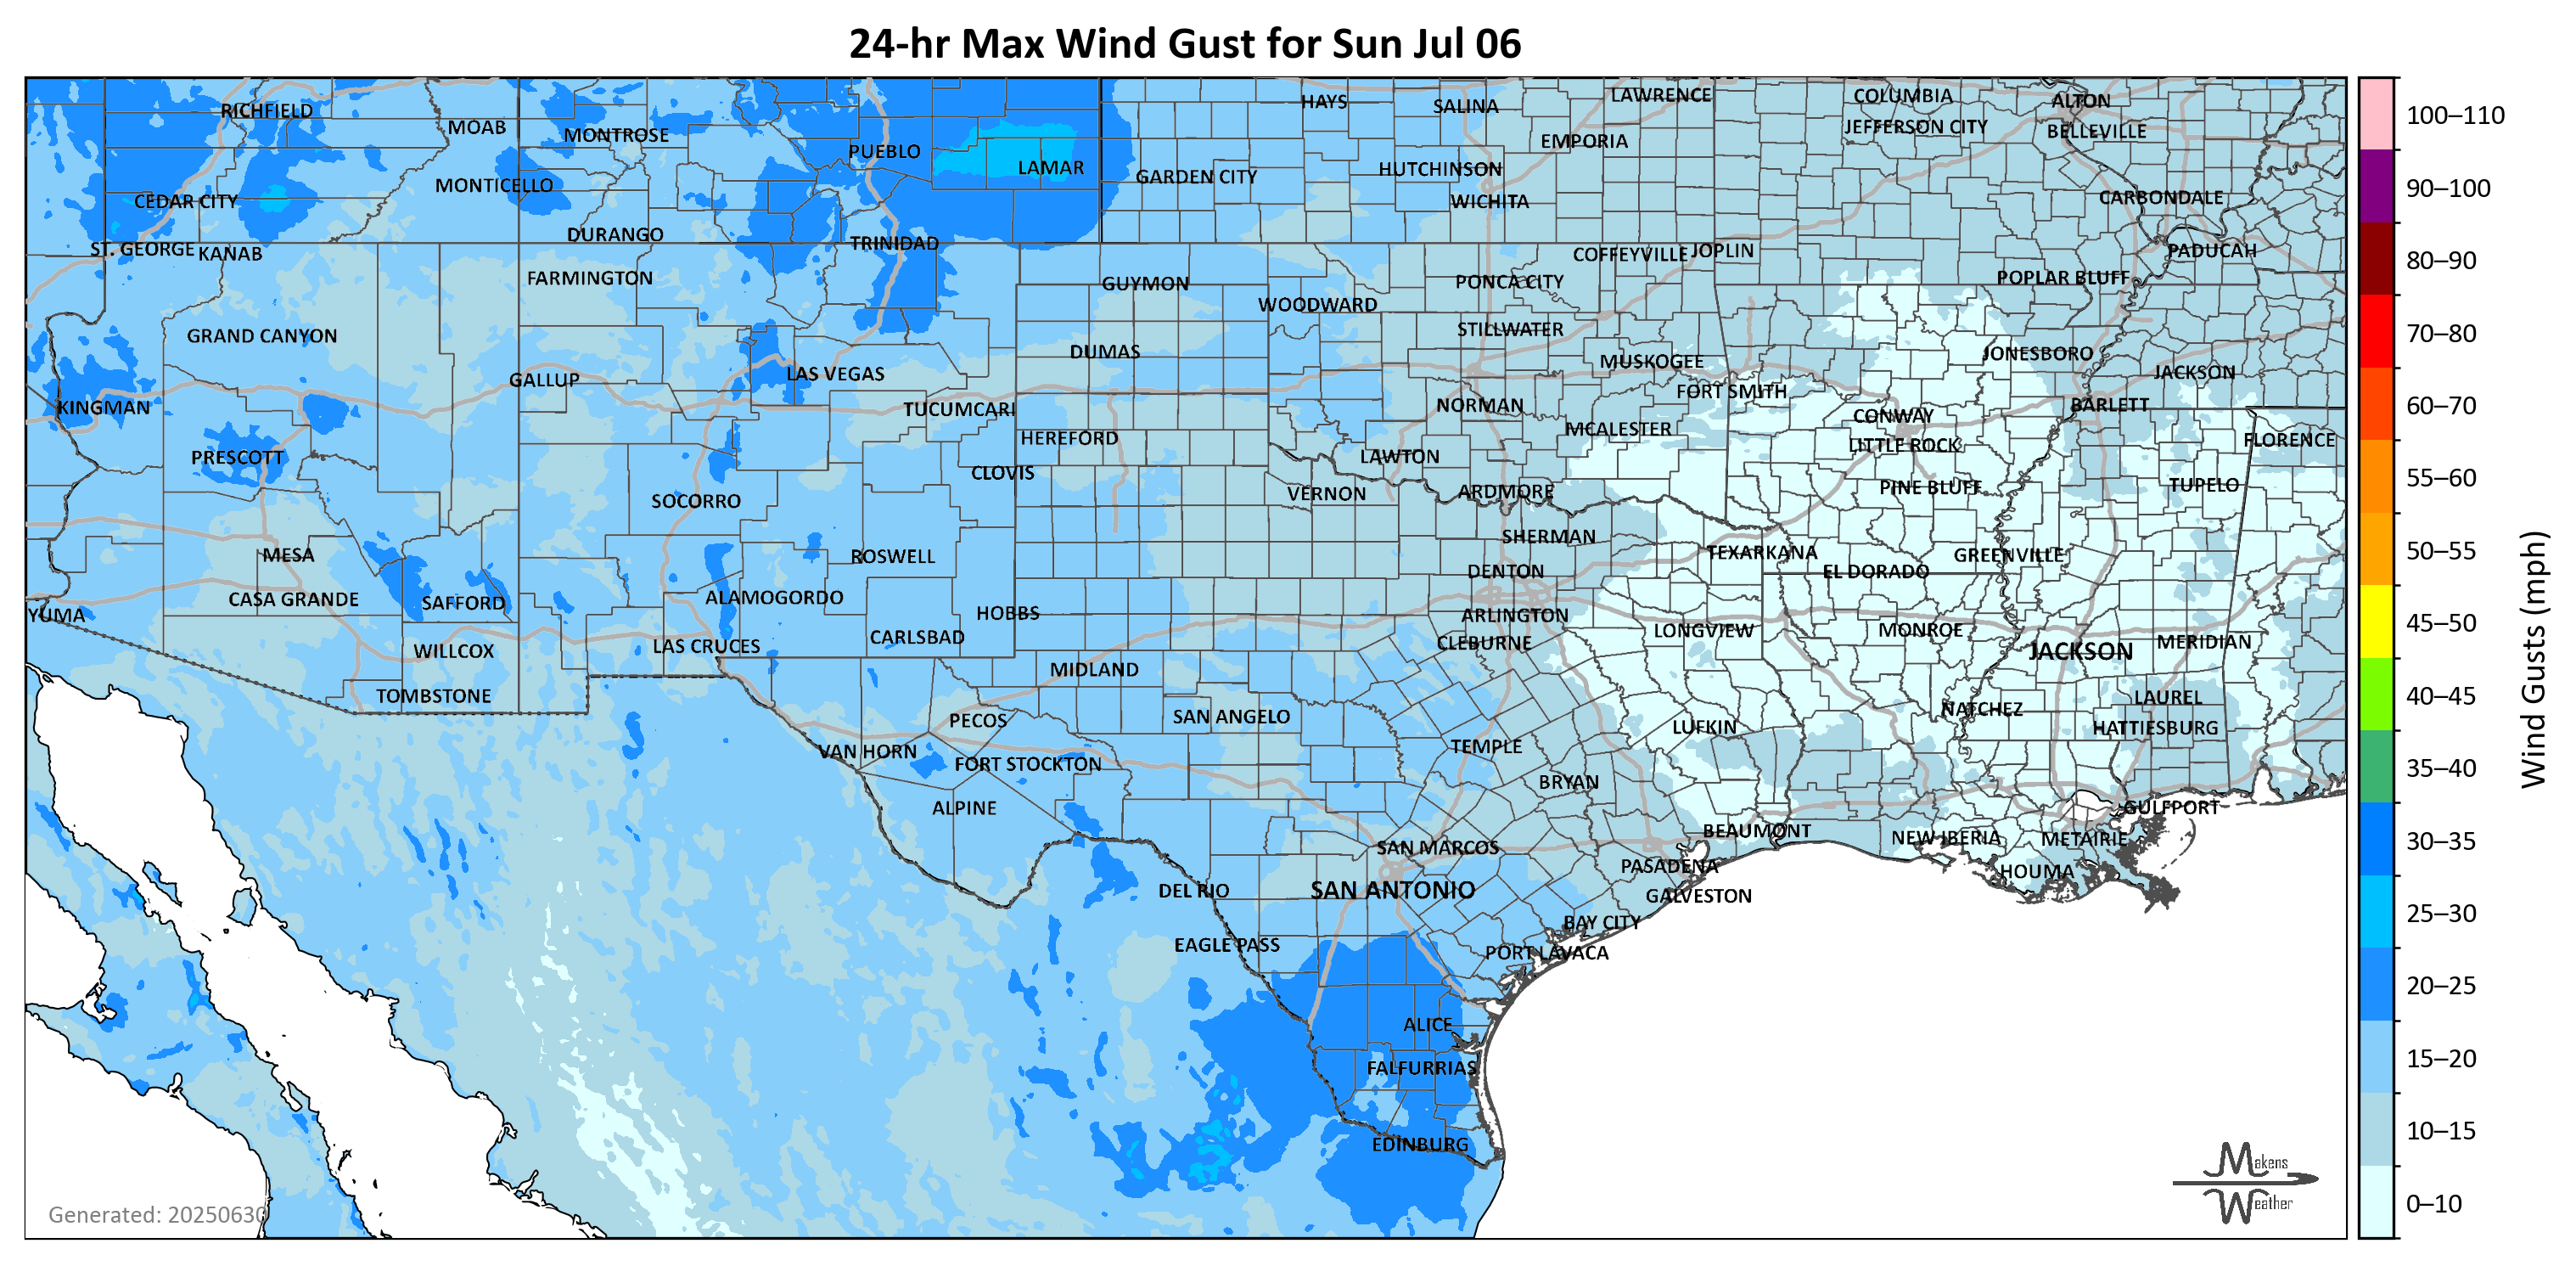 24-hr Max Wind Gust for Sun Jul 06
RICHFIELD
MOAB
MONTROSE
PUEBLO
LAMAR
HAYS
SALINA
LAWRENCE
COLUMBIA
ALTON
JEFFERSON CITY
BELLEVILLE
EMPORIA
HUTCHINSON
GARDEN CITY
MONTICELLO
CEDAR CITY
WICHITA
CARBONDALE
DURANGO
TRINIDAD
ST. GEORGE
KANAB
COFFEYVILLE
JOPLIN
PADUCAH
FARMINGTON
GUYMON
PONCA CITY
POPLAR BLUFF
WOODWARD
GRAND CANYON
STILLWATER
DUMAS
MUSKOGEE
JONESBORO
GALLUP
LAS VEGAS
JACKSON
FORT SMITH
KINGMAN
TUCUMCARI
NORMAN
CONWAY
BARLETT
HEREFORD
MCALESTER
LITTLE ROCK
FLORENCE
PRESCOTT
CLOVIS
LAWTON
SOCORRO
VERNON
ARDMORE
PINE BLUFF
TUPELO
MESA
ROSWELL
SHERMAN
TEXARKANA
GREENVILLE
DENTON
EL DORADO
CASA GRANDE
SAFFORD
ALAMOGORDO
HOBBS
YUMA
ARLINGTON
WILLCOX
LAS CRUCES
CARLSBAD
CLEBURNE
LONGVIEW
MONROE
JACKSON
MERIDIAN
MIDLAND
TOMBSTONE
LAUREL
PECOS
SAN ANGELO
NATCHEZ
LUFKIN
HATTIESBURG
VAN HORN
FORT STOCKTON
TEMPLE
BRYAN
ALPINE
GULFPORT
BEAUMONT
NEW IBERIA
METAIRIE
SAN MARCOS
PASADENA
HOUMA
DEL RIO
SAN ANTONIO
GALVESTON
BAY CITY
EAGLE PASS
PORT LAVACA
ALICE
FALFURRIAS
EDINBURG
Generated: 20250630
Makens
Weather
100–110
90–100
80–90
70–80
60–70
55–60
50–55
45–50
40–45
35–40
30–35
25–30
20–25
15–20
10–15
0–10
Wind Gusts (mph)